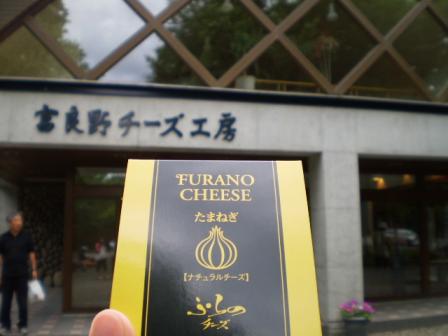 富良野チーズ工房
FURANO
CHEESE
たまねぎ
【ナチュラルチーズ】
ふらの
チーズ